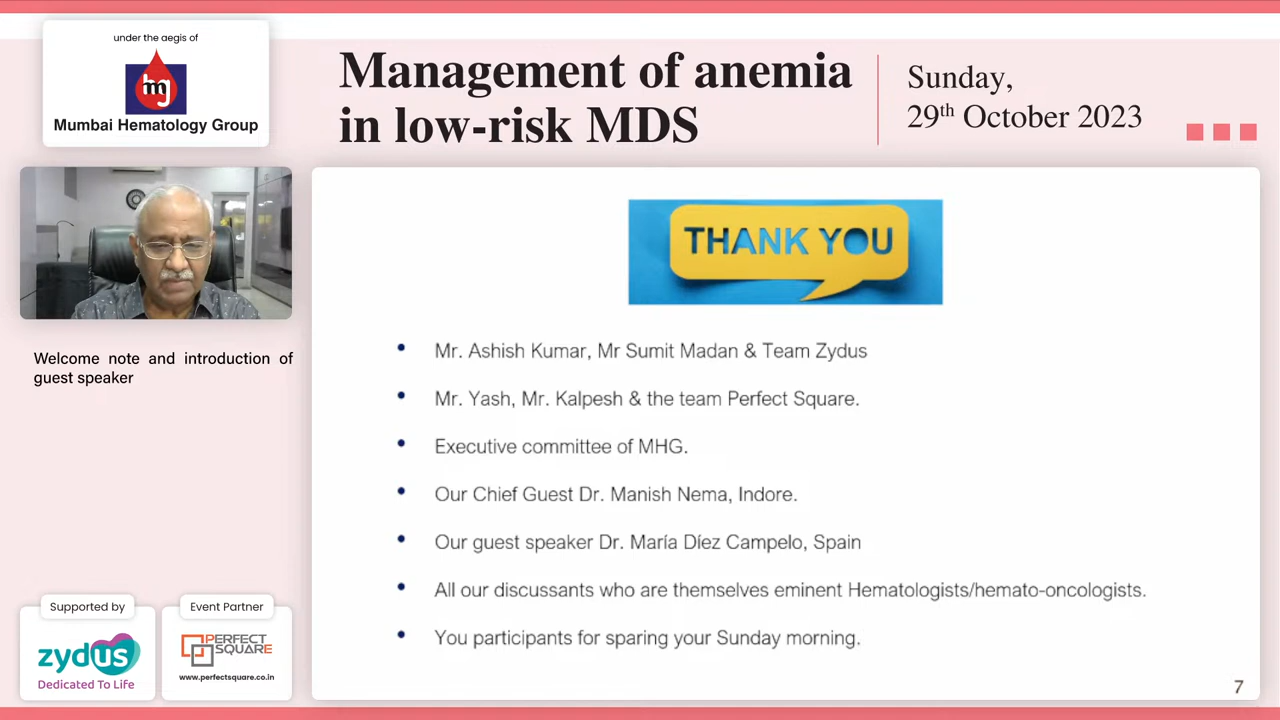 under the aegis of
mg
Mumbai Hematology Group
Management of anemia
in low-risk MDS
Sunday,
29th October 2023
Welcome note and introduction of
guest speaker
THANK YOU
• Mr. Ashish Kumar, Mr Sumit Madan & Team Zydus
• Mr. Yash, Mr. Kalpesh & the team Perfect Square.
• Executive committee of MHG.
• Our Chief Guest Dr. Manish Nema, Indore.
• Our guest speaker Dr. María Díez Campelo, Spain
• All our discussants who are themselves eminent Hematologists/hemato-oncologists.
• You participants for sparing your Sunday morning.
Supported by
zydus
Dedicated To Life
Event Partner
PERFECT
SQUARE
www.perfectsquare.co.in
7